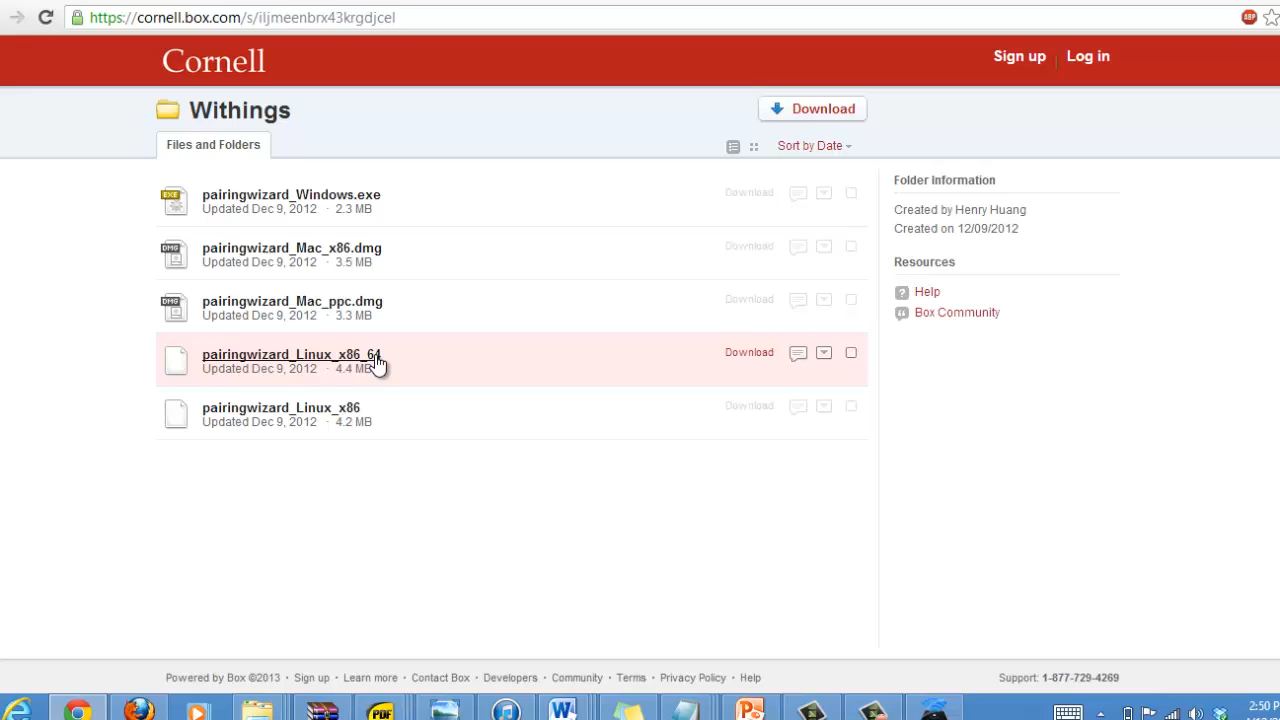 https://cornell.box.com/s/iljmeenbrx43krgdjcel
ABP
Cornell
Sign up
Log in
Withings
Download
Files and Folders
Sort by Date
EXE
pairingwizard_Windows.exe
Updated Dec 9, 2012 · 2.3 MB
Download
DMG
pairingwizard_Mac_x86.dmg
Updated Dec 9, 2012 · 3.5 MB
Download
DMG
pairingwizard_Mac_ppc.dmg
Updated Dec 9, 2012 · 3.3 MB
Download
pairingwizard_Linux_x86_64
Updated Dec 9, 2012 · 4.4 MB
Download
pairingwizard_Linux_x86
Updated Dec 9, 2012 · 4.2 MB
Download
Folder Information
Created by Henry Huang
Created on 12/09/2012
Resources
Help
Box Community
Powered by Box ©2013 · Sign up · Learn more · Contact Box · Developers · Community · Terms · Privacy Policy · Help
Support: 1-877-729-4269
PDF
2:50 P